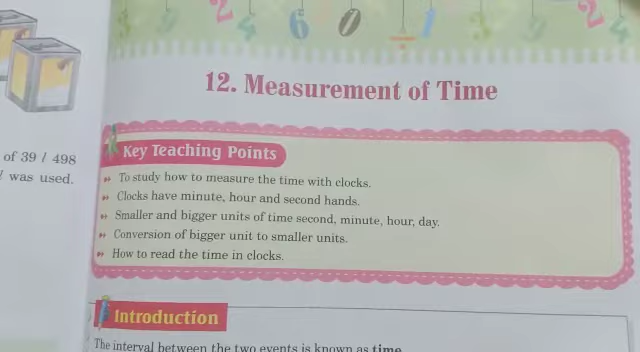 12. Measurement of Time
of 39 / 498
was used.
Key Teaching Points
To study how to measure the time with clocks.
Clocks have minute, hour and second hands.
Smaller and bigger units of time second, minute, hour, day.
Conversion of bigger unit to smaller units.
How to read the time in clocks.
Introduction
The interval between the two events is known as time